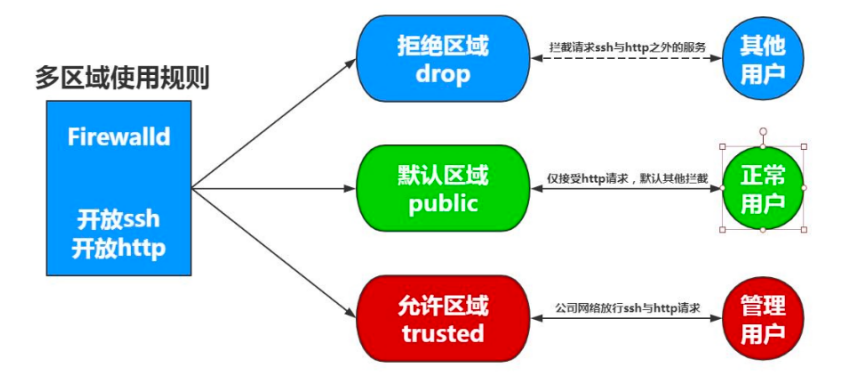 多区域使用规则
Firewalld
开放ssh
开放http
拒绝区域
drop
拦截请求ssh与http之外的服务
其他
用户
默认区域
public
仅接受http请求，默认其他拦截
正常
用户
允许区域
trusted
公司网络放行ssh与http请求
管理
用户